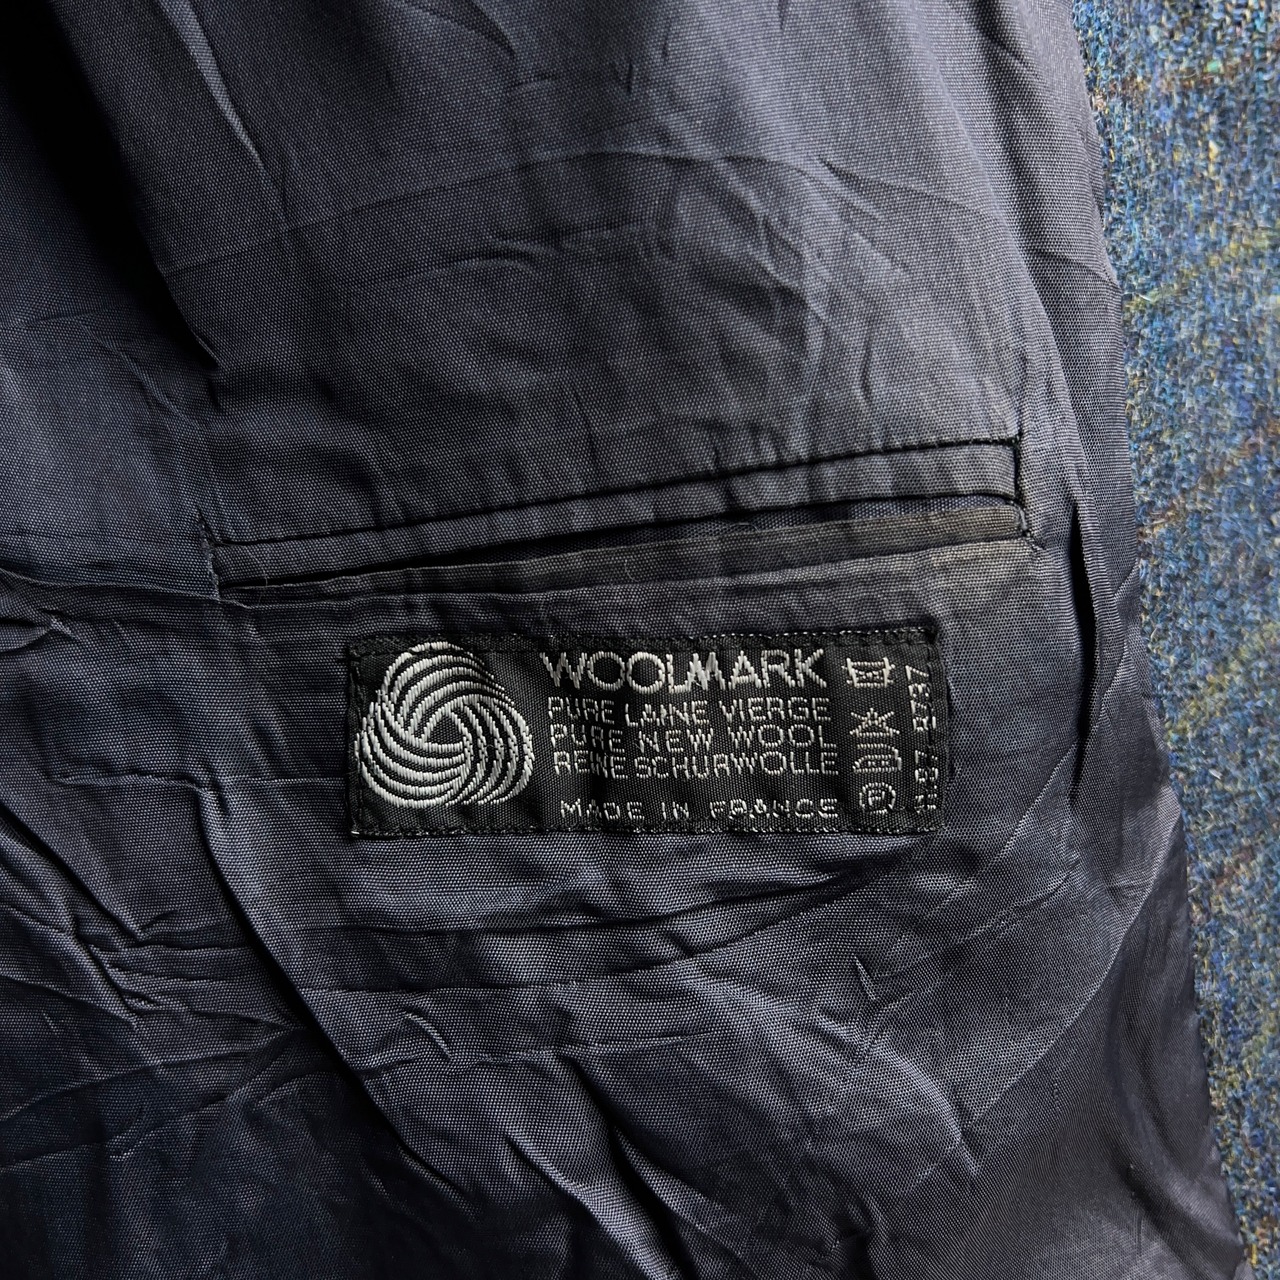 WOOLMARK
PURE LAINE VIERGE
PURE NEW WOOL
REINE SCHURWOLLE
MADE IN FRANCE
P